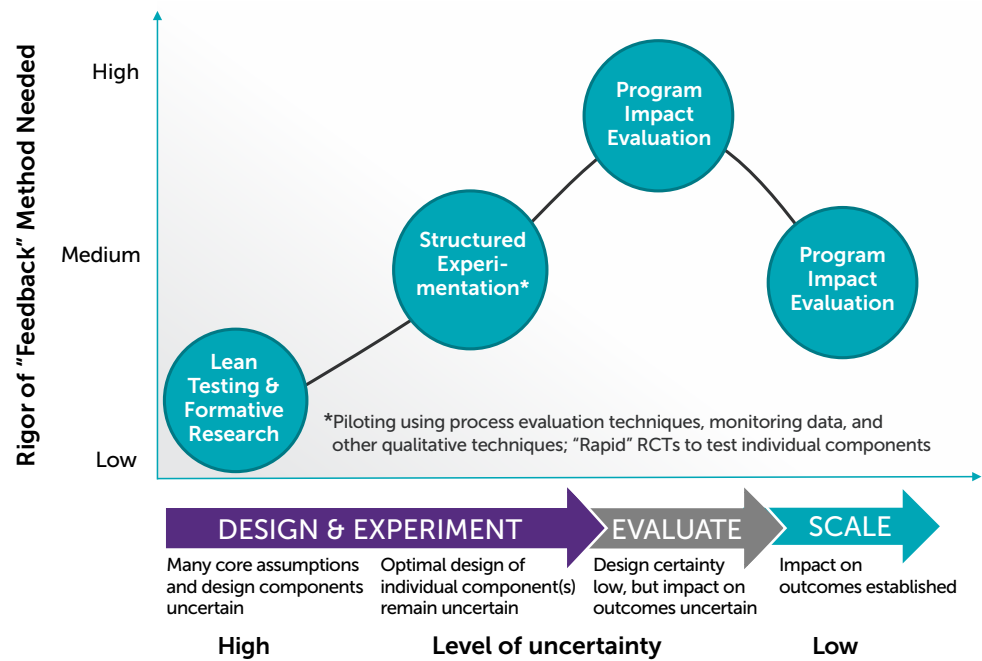 Rigor of "Feedback" Method Needed
High
Medium
Low
Lean
Testing &
Formative
Research
Structured
Experi-
mentation*
Program
Impact
Evaluation
Program
Impact
Evaluation
*Piloting using process evaluation techniques, monitoring data, and
other qualitative techniques; "Rapid" RCTs to test individual components
DESIGN & EXPERIMENT
EVALUATE
SCALE
Many core assumptions
and design components
uncertain
Optimal design of
individual component(s)
remain uncertain
Design certainty
low, but impact on
outcomes uncertain
Impact on
outcomes established
High
Level of uncertainty
Low